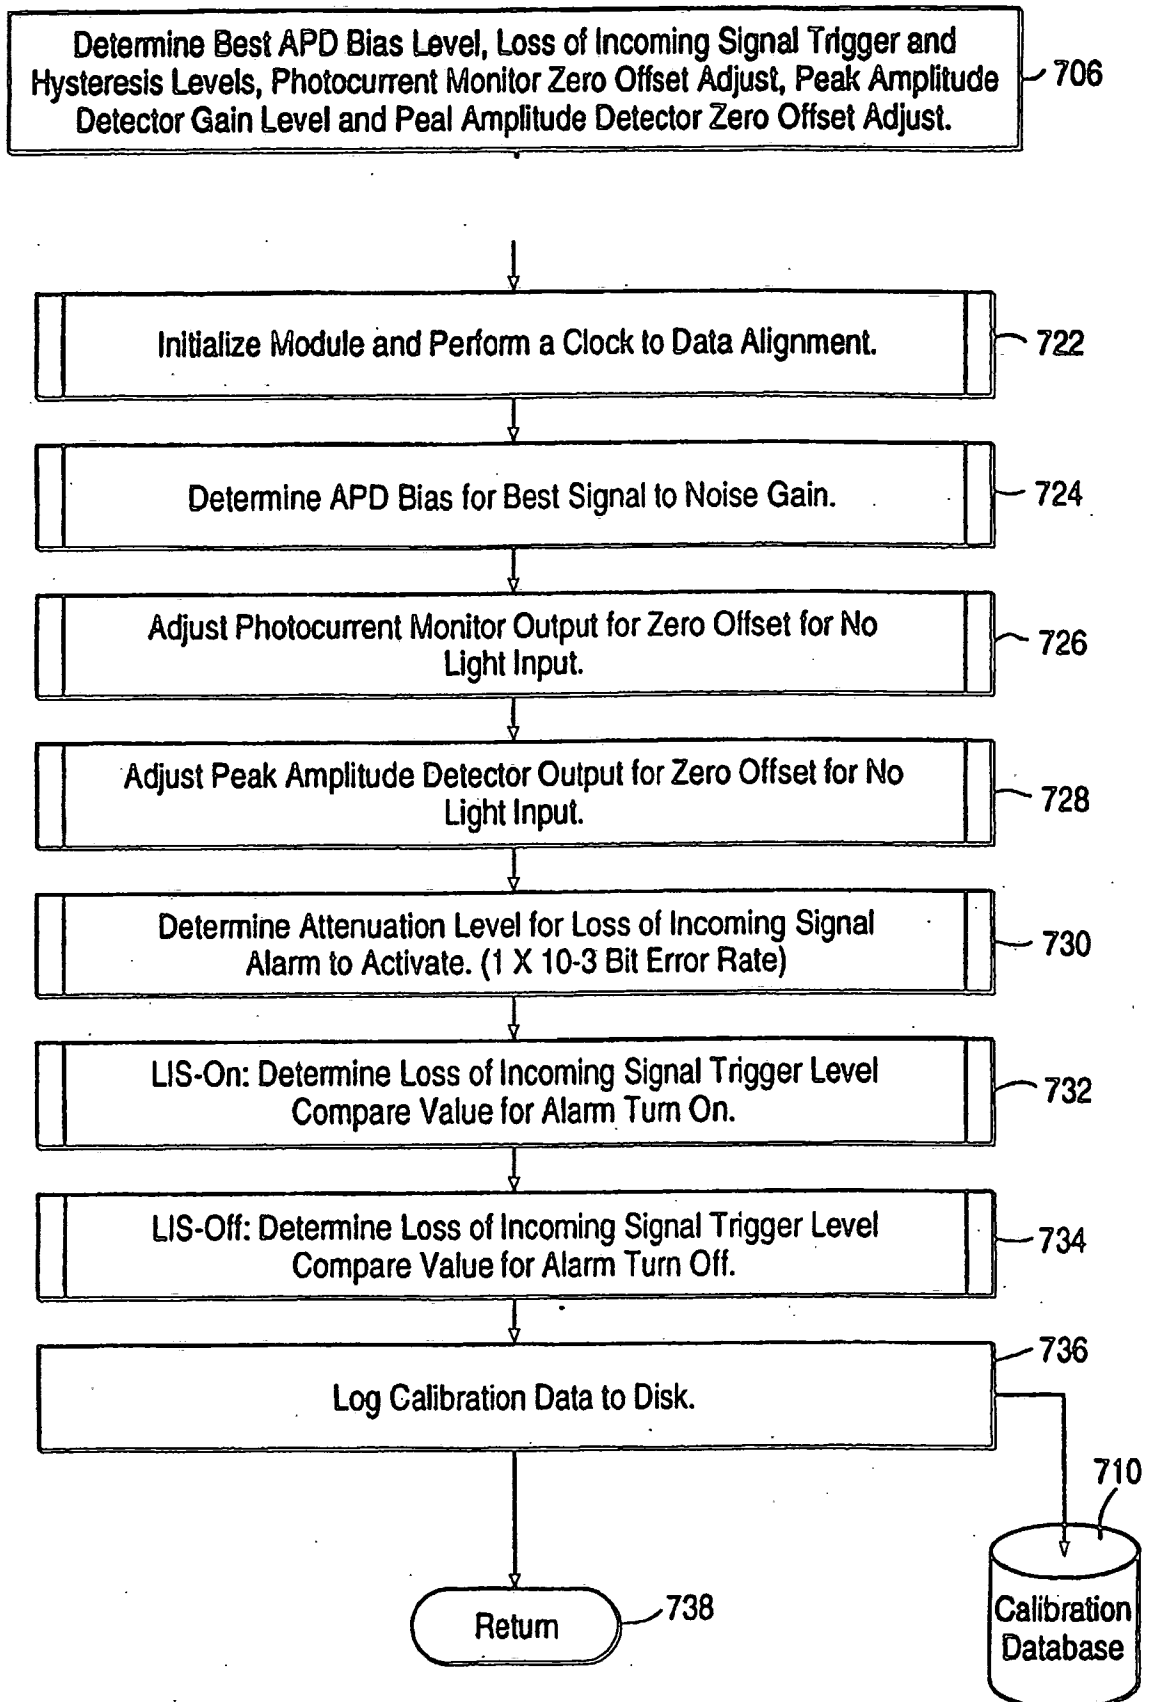 Determine Best APD Bias Level, Loss of Incoming Signal Trigger and
Hysteresis Levels, Photocurrent Monitor Zero Offset Adjust, Peak Amplitude
Detector Gain Level and Peal Amplitude Detector Zero Offset Adjust.
706
Initialize Module and Perform a Clock to Data Alignment.
722
Determine APD Bias for Best Signal to Noise Gain.
724
Adjust Photocurrent Monitor Output for Zero Offset for No
Light Input.
726
Adjust Peak Amplitude Detector Output for Zero Offset for No
Light Input.
728
Determine Attenuation Level for Loss of Incoming Signal
Alarm to Activate. (1 X 10-3 Bit Error Rate)
730
LIS-On: Determine Loss of Incoming Signal Trigger Level
Compare Value for Alarm Turn On.
732
LIS-Off: Determine Loss of Incoming Signal Trigger Level
Compare Value for Alarm Turn Off.
734
Log Calibration Data to Disk.
736
710
Calibration
Database
Return
738